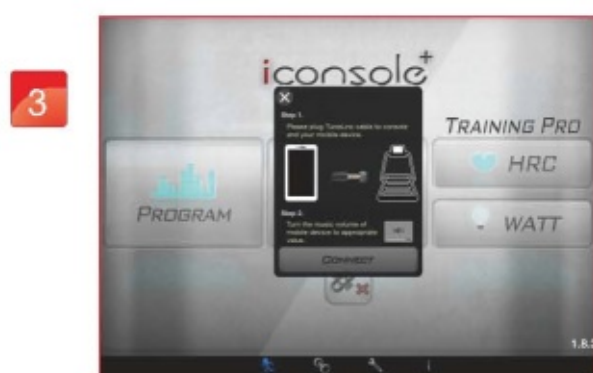 3
iconsole+
Step 1.
Please plug TuneLinc cable to console
and your mobile device.
TRAINING PRO
HRC
PROGRAM
Step 2.
Turn the music volume of
mobile device to appropriate
value.
WATT
CONNECT